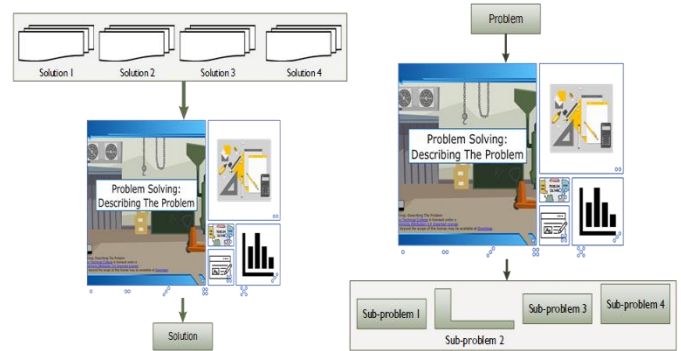 Solution 1
Solution 2
Solution 3
Solution 4
Problem Solving:
Describing The Problem
Solution
Problem
Problem Solving:
Describing The Problem
Sub-problem 1
Sub-problem 2
Sub-problem 3
Sub-problem 4